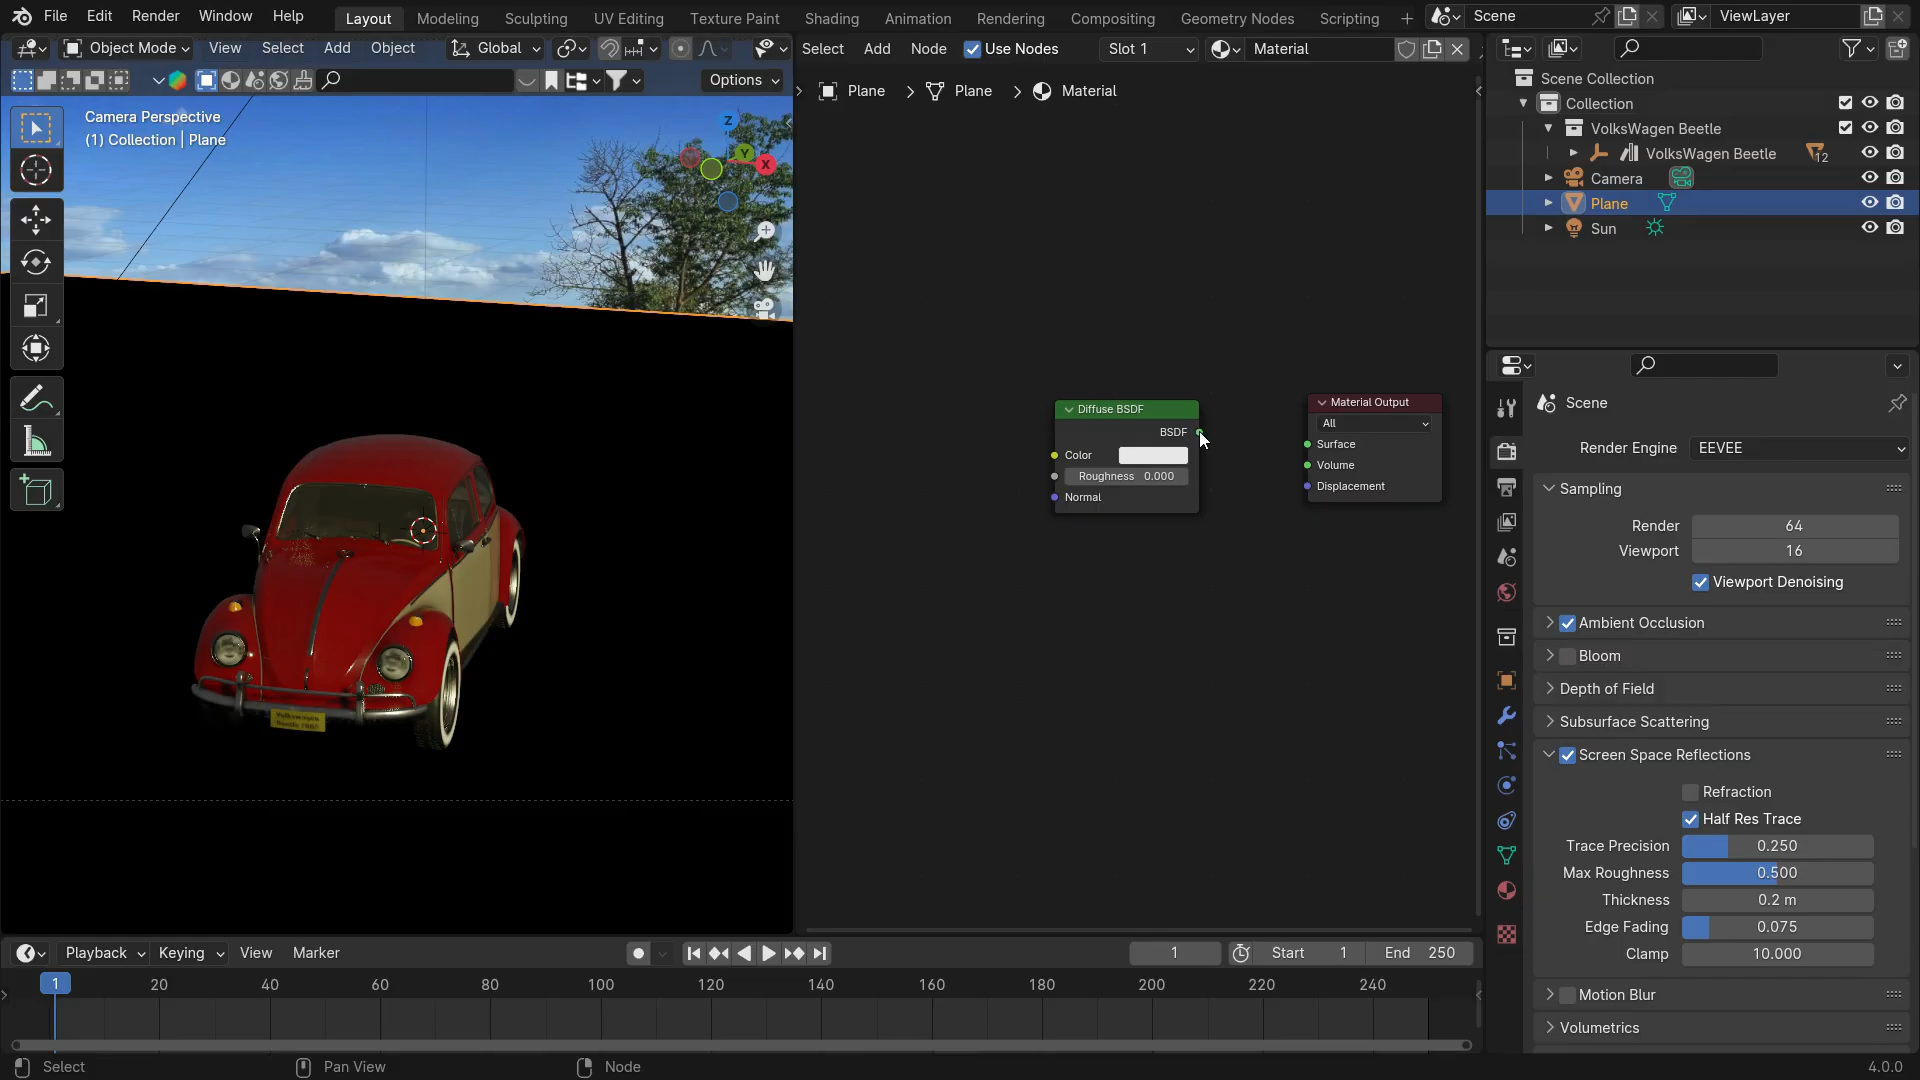 File Edit Render Window Help Layout Modeling Sculpting UV Editing Texture Paint Shading Animation Rendering Compositing Geometry Nodes Scripting Scene ViewLayer
Object Mode View Select Add Object Global
Options
Camera Perspective
(1) Collection | Plane
Z
Y
X
Select Add Node Use Nodes Slot 1 Material
Plane Plane Material
Diffuse BSDF
BSDF
Color
Roughness 0.000
Normal
Material Output
All
Surface
Volume
Displacement
Scene Collection
Collection
VolksWagen Beetle
VolksWagen Beetle 12
Camera
Plane
Sun
Scene
Render Engine EEVEE
Sampling
Render 64
Viewport 16
Viewport Denoising
Ambient Occlusion
Bloom
Depth of Field
Subsurface Scattering
Screen Space Reflections
Refraction
Half Res Trace
Trace Precision 0.250
Max Roughness 0.500
Thickness 0.2 m
Edge Fading 0.075
Clamp 10.000
Motion Blur
Volumetrics
Playback Keying View Marker 1 Start 1 End 250
1 20 40 60 80 100 120 140 160 180 200 220 240
Select Pan View Node 4.0.0